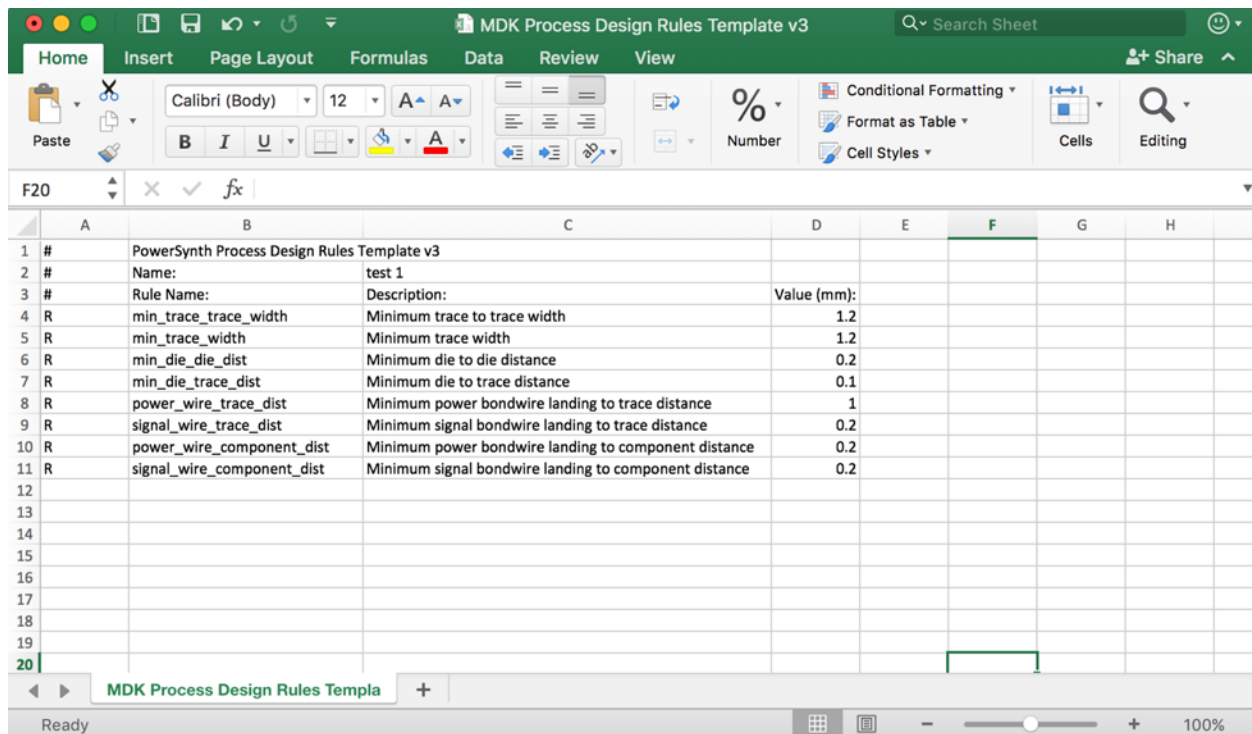 MDK Process Design Rules Template v3
Search Sheet
Home Insert Page Layout Formulas Data Review View Share
Paste
Calibri (Body) 12 A A
B I U A
% Number
Conditional Formatting
Format as Table
Cell Styles
Cells
Editing
F20 fx
A B C D E F G H
1 # PowerSynth Process Design Rules Template v3
2 # Name: test 1
3 # Rule Name: Description: Value (mm):
4 R min_trace_trace_width Minimum trace to trace width 1.2
5 R min_trace_width Minimum trace width 1.2
6 R min_die_die_dist Minimum die to die distance 0.2
7 R min_die_trace_dist Minimum die to trace distance 0.1
8 R power_wire_trace_dist Minimum power bondwire landing to trace distance 1
9 R signal_wire_trace_dist Minimum signal bondwire landing to trace distance 0.2
10 R power_wire_component_dist Minimum power bondwire landing to component distance 0.2
11 R signal_wire_component_dist Minimum signal bondwire landing to component distance 0.2
12
13
14
15
16
17
18
19
20
MDK Process Design Rules Templa +
Ready 100%